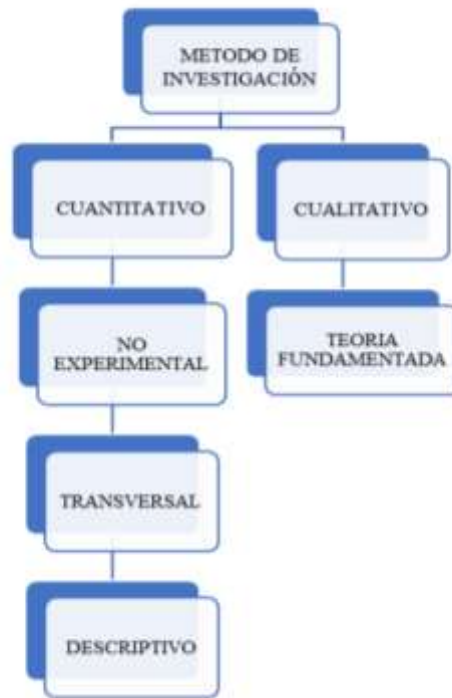 METODO DE
INVESTIGACIÓN
CUANTITATIVO
CUALITATIVO
NO
EXPERIMENTAL
TEORIA
FUNDAMENTADA
TRANSVERSAL
DESCRIPTIVO